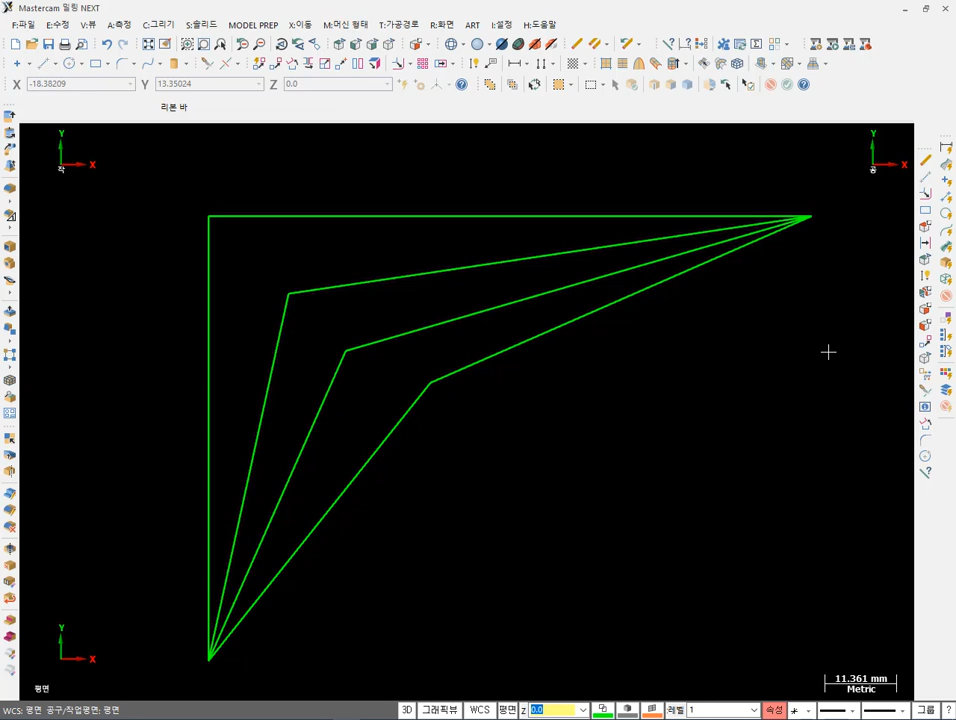 Mastercam 밀링 NEXT
F:파일 E:수정 V:뷰 A:측정 C:그리기 S:솔리드 MODEL PREP X:이동 M:머신 형태 T:가공경로 R:화면 ART I:설정 H:도움말
X -18.38209 Y 13.35024 Z 0.0
리본 바
Y Y
X X
작 공
Y
X
평면
11.361 mm
Metric
WCS: 평면 공구/작업평면: 평면 3D 그래픽뷰 WCS 평면 Z 0.0 레벨 1 속성 그룹 ?